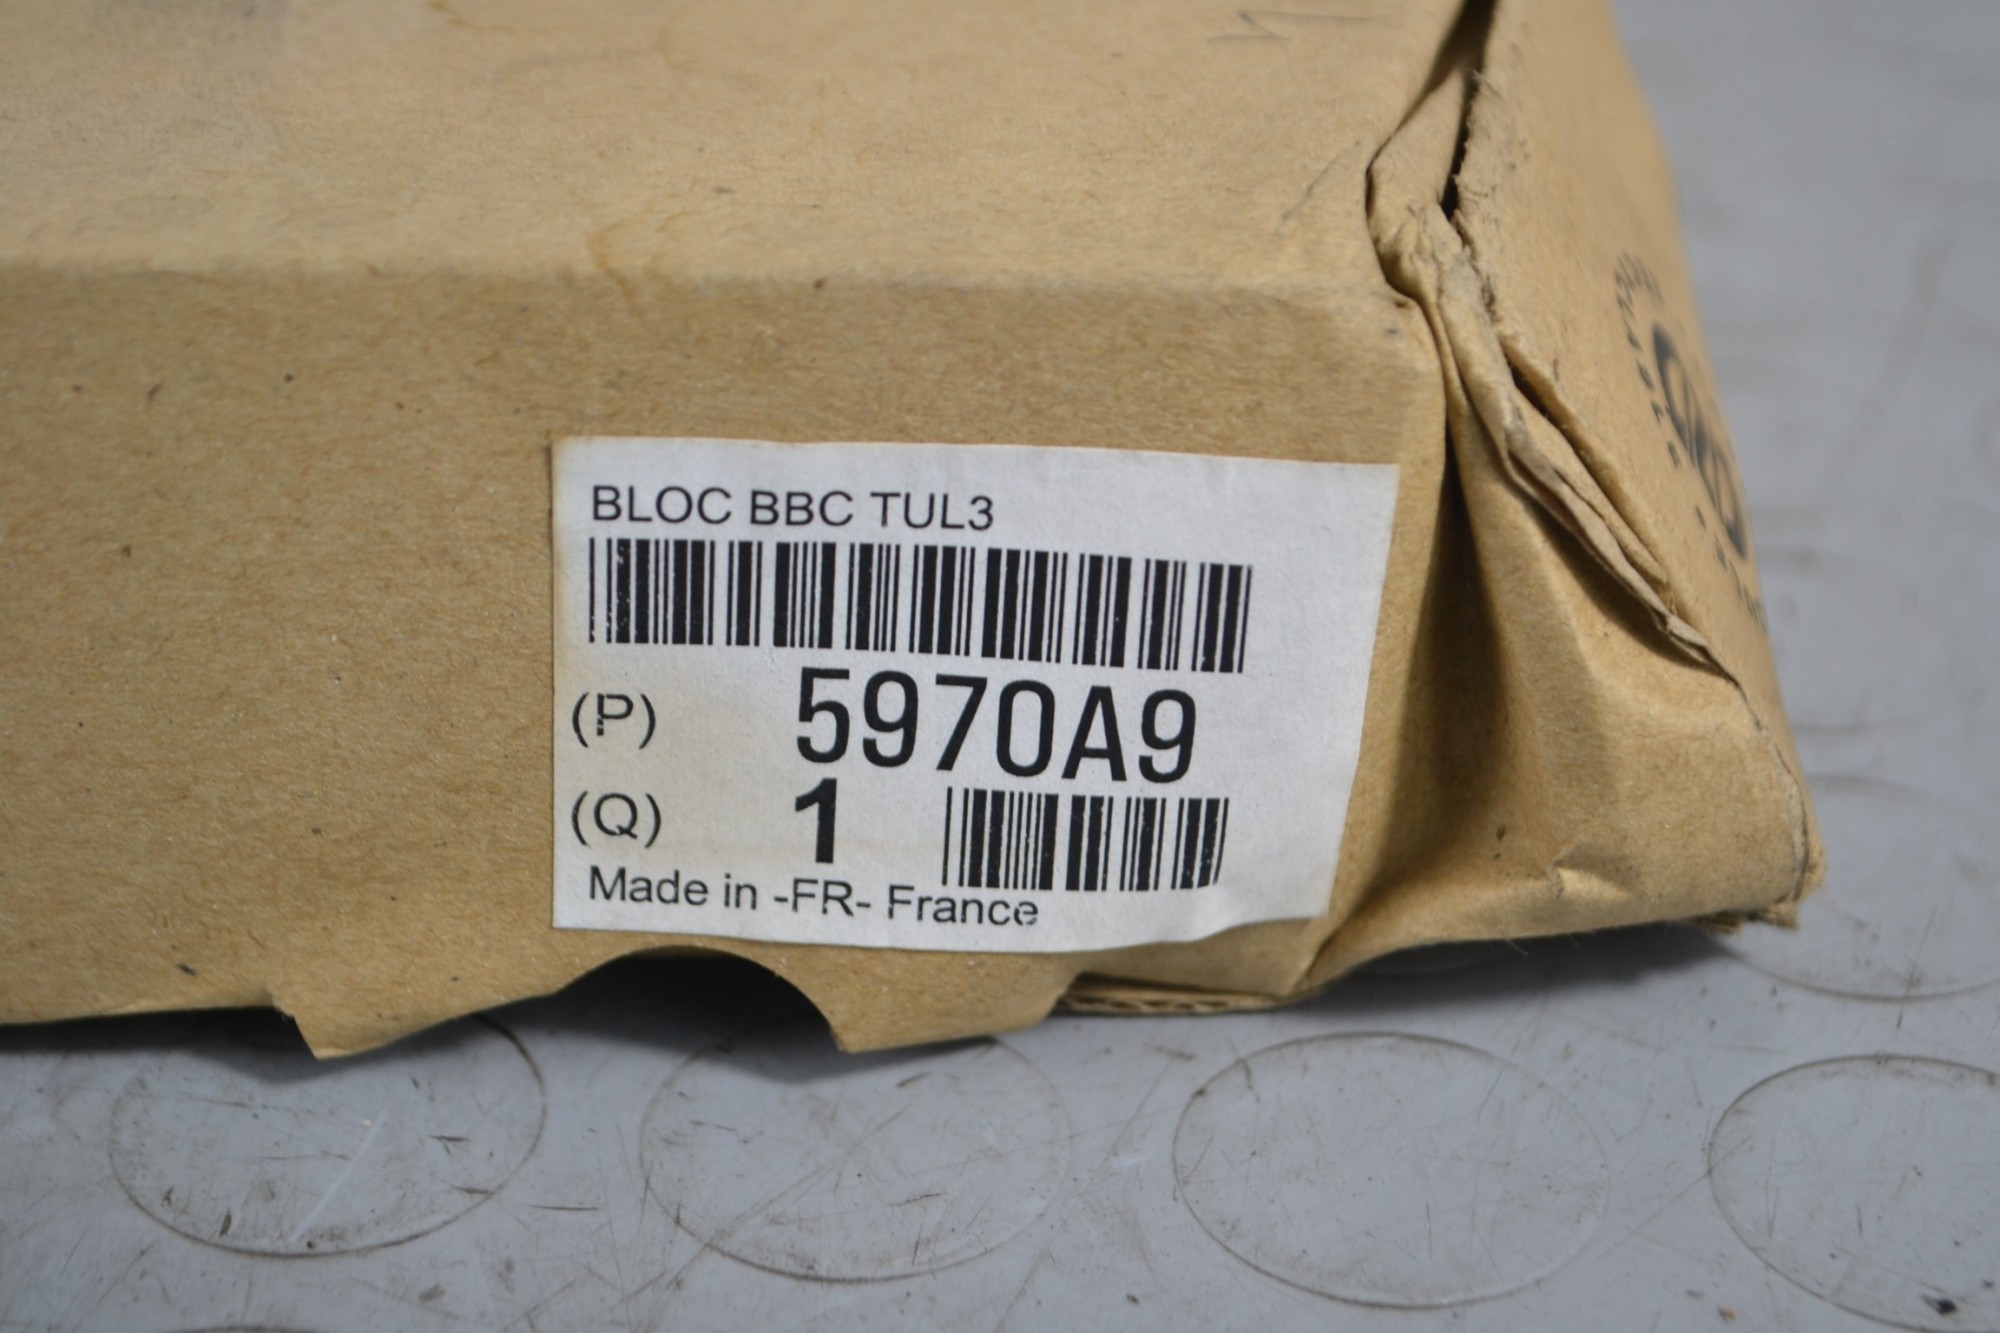 BLOC BBC TUL3
(P) 5970A9
(Q) 1
Made in -FR- France